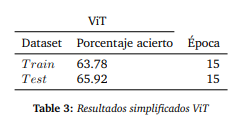 ViT
Dataset Porcentaje acierto Época
Train 63.78 15
Test 65.92 15
Table 3: Resultados simplificados ViT